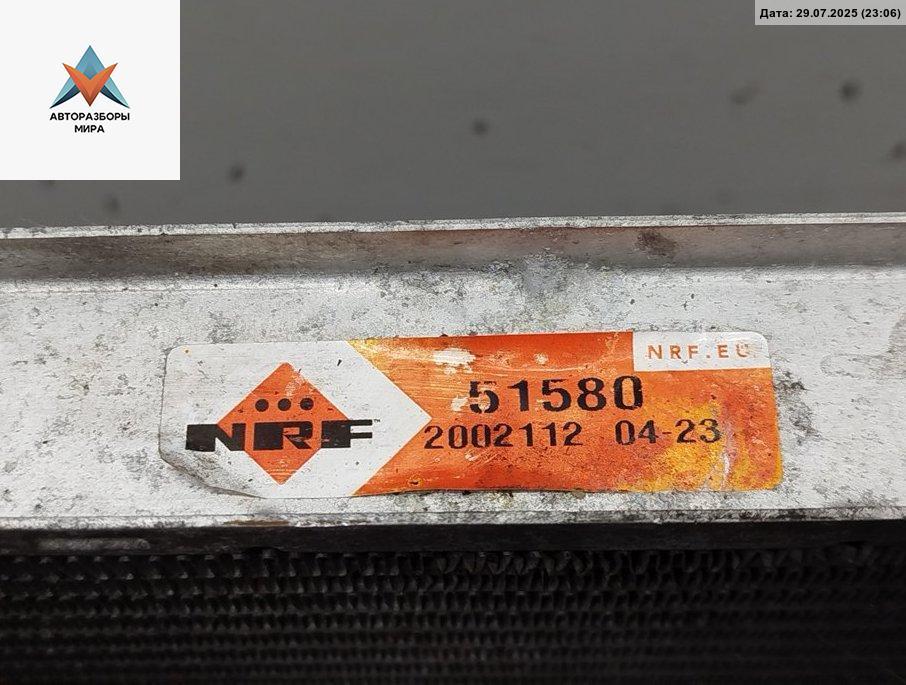 Дата: 29.07.2025 (23:06)
АВТОРАЗБОРЫ
МИРА
NRF.EU
51580
NRF
2002112 04-23